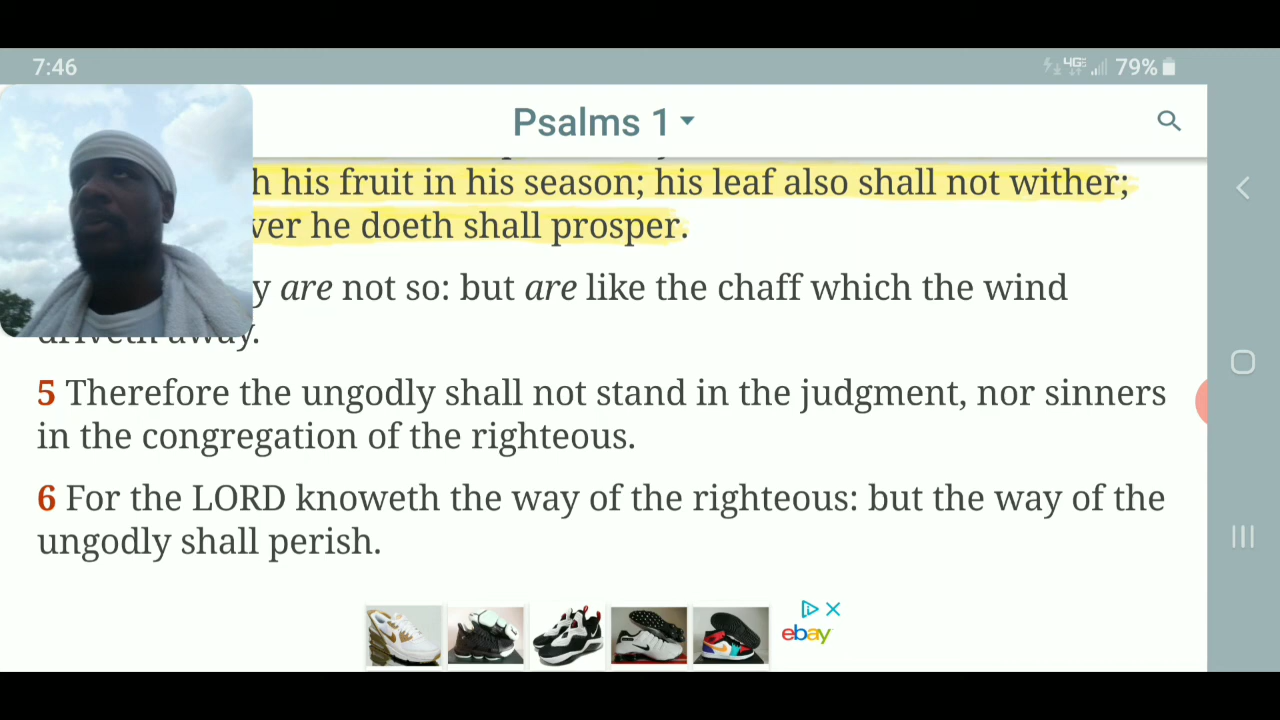 7:46
4G
79%
Psalms 1
h his fruit in his season; his leaf also shall not wither;
ver he doeth shall prosper.
y are not so: but are like the chaff which the wind
driveth away.
5 Therefore the ungodly shall not stand in the judgment, nor sinners
in the congregation of the righteous.
6 For the LORD knoweth the way of the righteous: but the way of the
ungodly shall perish.
ebay